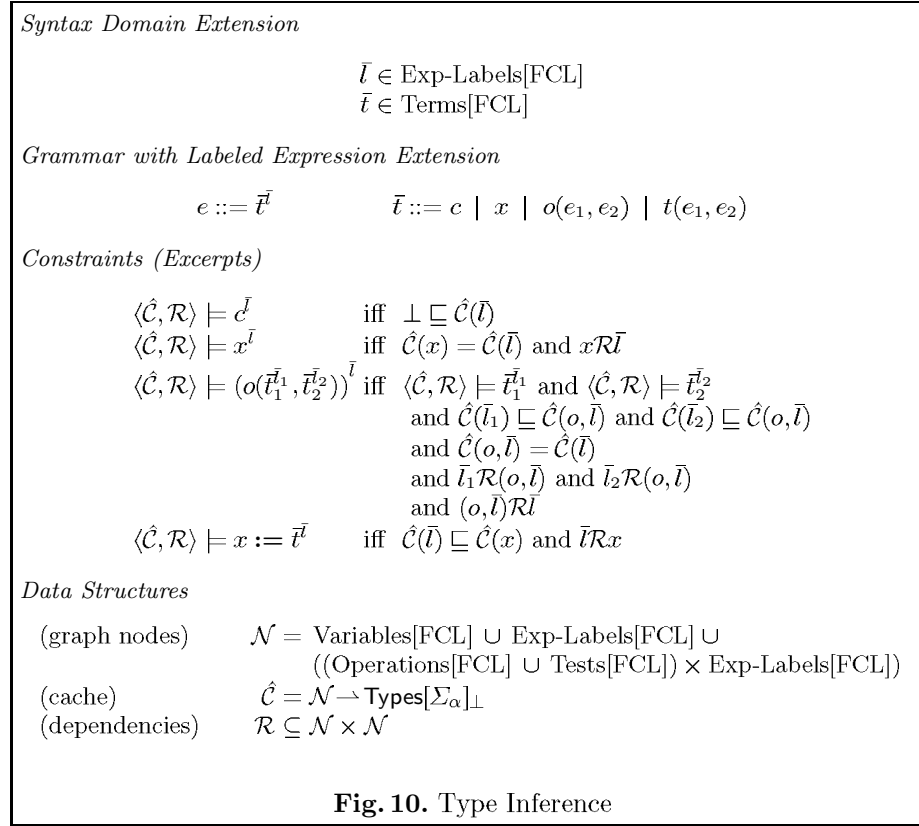 Syntax Domain Extension
l̄ ∈ Exp-Labels[FCL]
t̄ ∈ Terms[FCL]
Grammar with Labeled Expression Extension
e ::= t̄^l̄    t̄ ::= c | x | o(e₁, e₂) | t(e₁, e₂)
Constraints (Excerpts)
⟨Ĉ, R⟩ ⊨ c^l̄ iff ⊥ ⊑ Ĉ(l̄)
⟨Ĉ, R⟩ ⊨ x^l̄ iff Ĉ(x) = Ĉ(l̄) and xRl̄
⟨Ĉ, R⟩ ⊨ (o(t̄₁^l̄₁, t̄₂^l̄₂))^l̄ iff ⟨Ĉ, R⟩ ⊨ t̄₁^l̄₁ and ⟨Ĉ, R⟩ ⊨ t̄₂^l̄₂
and Ĉ(l̄₁) ⊑ Ĉ(o, l̄) and Ĉ(l̄₂) ⊑ Ĉ(o, l̄)
and Ĉ(o, l̄) = Ĉ(l̄)
and l̄₁R(o, l̄) and l̄₂R(o, l̄)
and (o, l̄)Rl̄
⟨Ĉ, R⟩ ⊨ x := t̄^l̄ iff Ĉ(l̄) ⊑ Ĉ(x) and l̄Rx
Data Structures
(graph nodes) N = Variables[FCL] ∪ Exp-Labels[FCL] ∪
((Operations[FCL] ∪ Tests[FCL]) × Exp-Labels[FCL])
(cache) Ĉ = N ⇀ Types[Σ_α]_⊥
(dependencies) R ⊆ N × N
Fig. 10. Type Inference